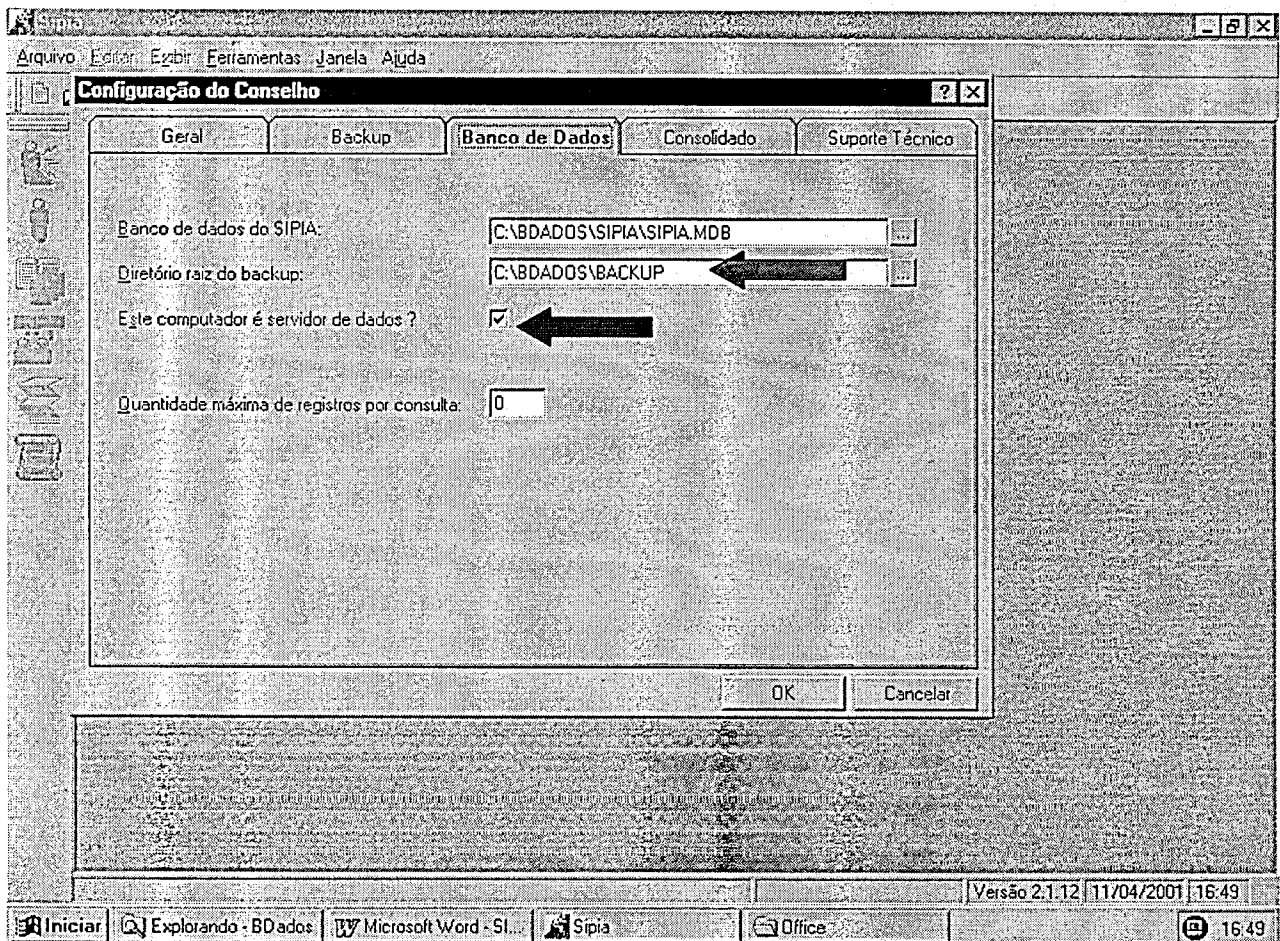 Sipia
Arquivo Editar Exibir Ferramentas Janela Ajuda
Configuração do Conselho
Geral Backup Banco de Dados Consolidado Suporte Técnico
Banco de dados do SIPIA: C:\BDADOS\SIPIA\SIPIA.MDB ...
Diretório raiz do backup: C:\BDADOS\BACKUP ...
Este computador é servidor de dados ?
Quantidade máxima de registros por consulta: 0
OK Cancelar
Versão 2.1.12 11/04/2001 16:49
Iniciar Explorando - BDados Microsoft Word - SI... Sipia Office 16:49